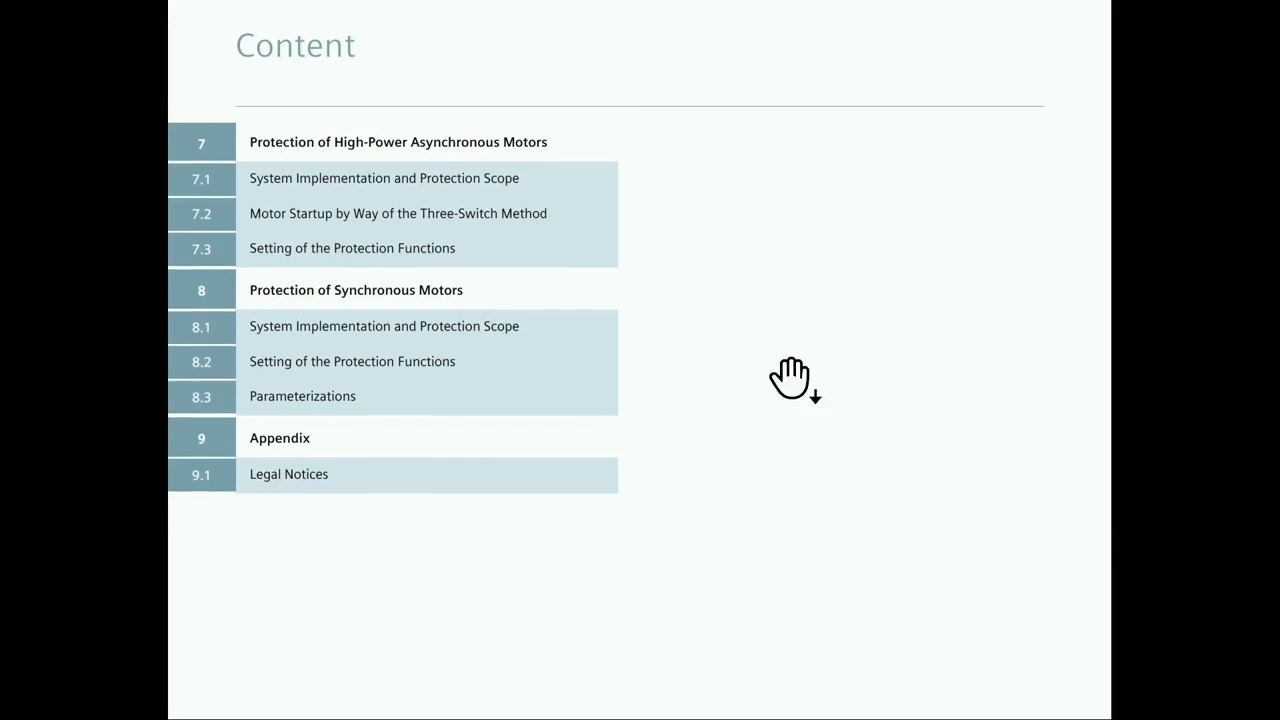 Content
7 Protection of High-Power Asynchronous Motors
7.1 System Implementation and Protection Scope
7.2 Motor Startup by Way of the Three-Switch Method
7.3 Setting of the Protection Functions
8 Protection of Synchronous Motors
8.1 System Implementation and Protection Scope
8.2 Setting of the Protection Functions
8.3 Parameterizations
9 Appendix
9.1 Legal Notices